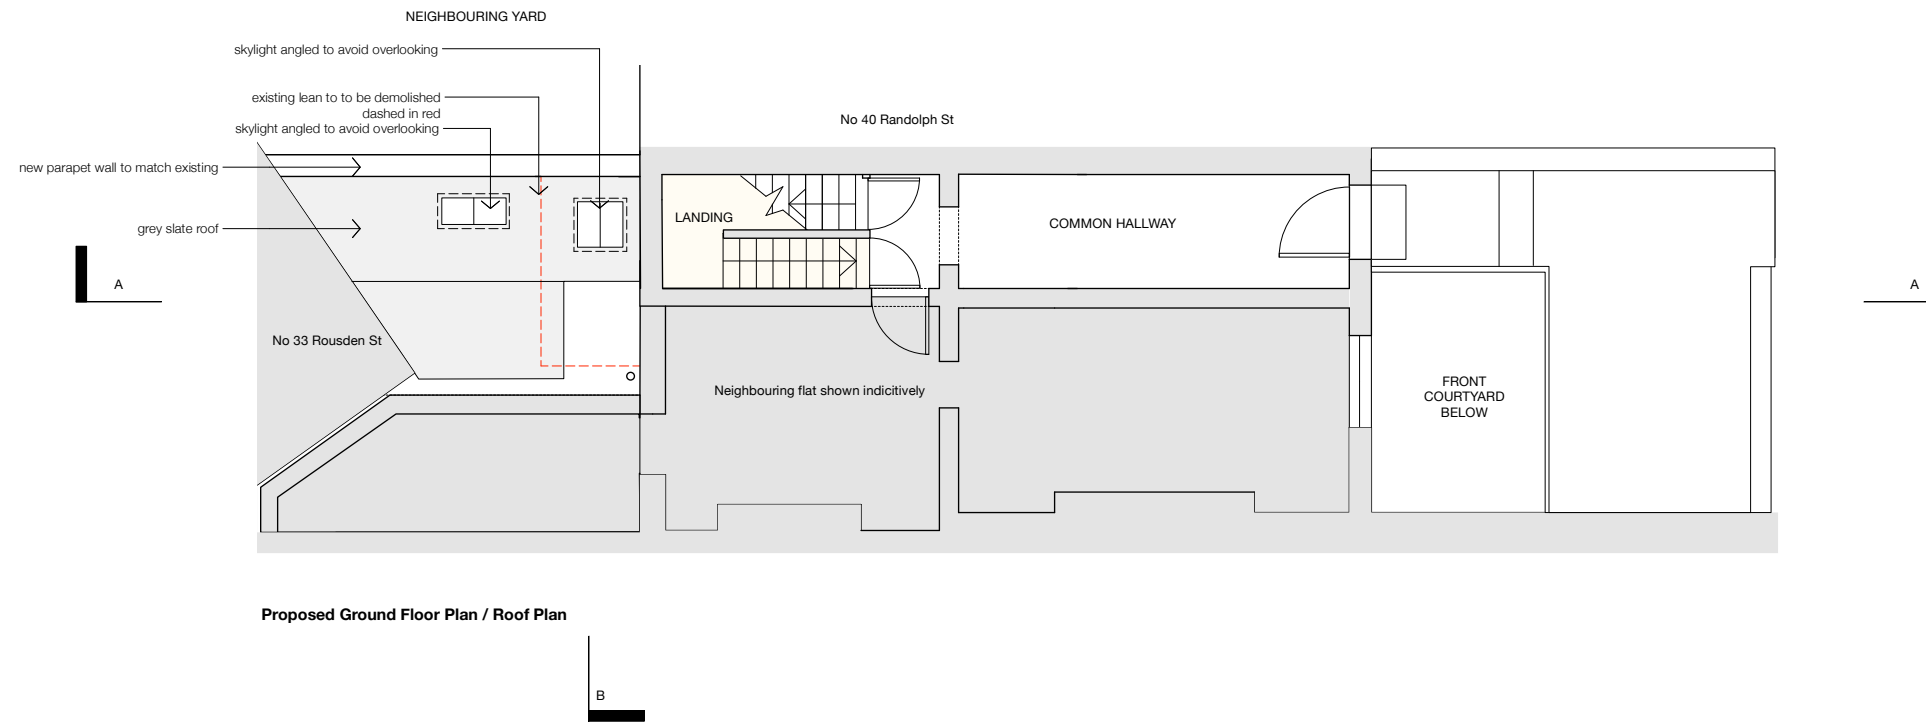 NEIGHBOURING YARD
skylight angled to avoid overlooking
existing lean to to be demolished
dashed in red
skylight angled to avoid overlooking
new parapet wall to match existing
grey slate roof
No 40 Randolph St
LANDING
COMMON HALLWAY
A
A
No 33 Rousden St
Neighbouring flat shown indicitively
FRONT
COURTYARD
BELOW
Proposed Ground Floor Plan / Roof Plan
B